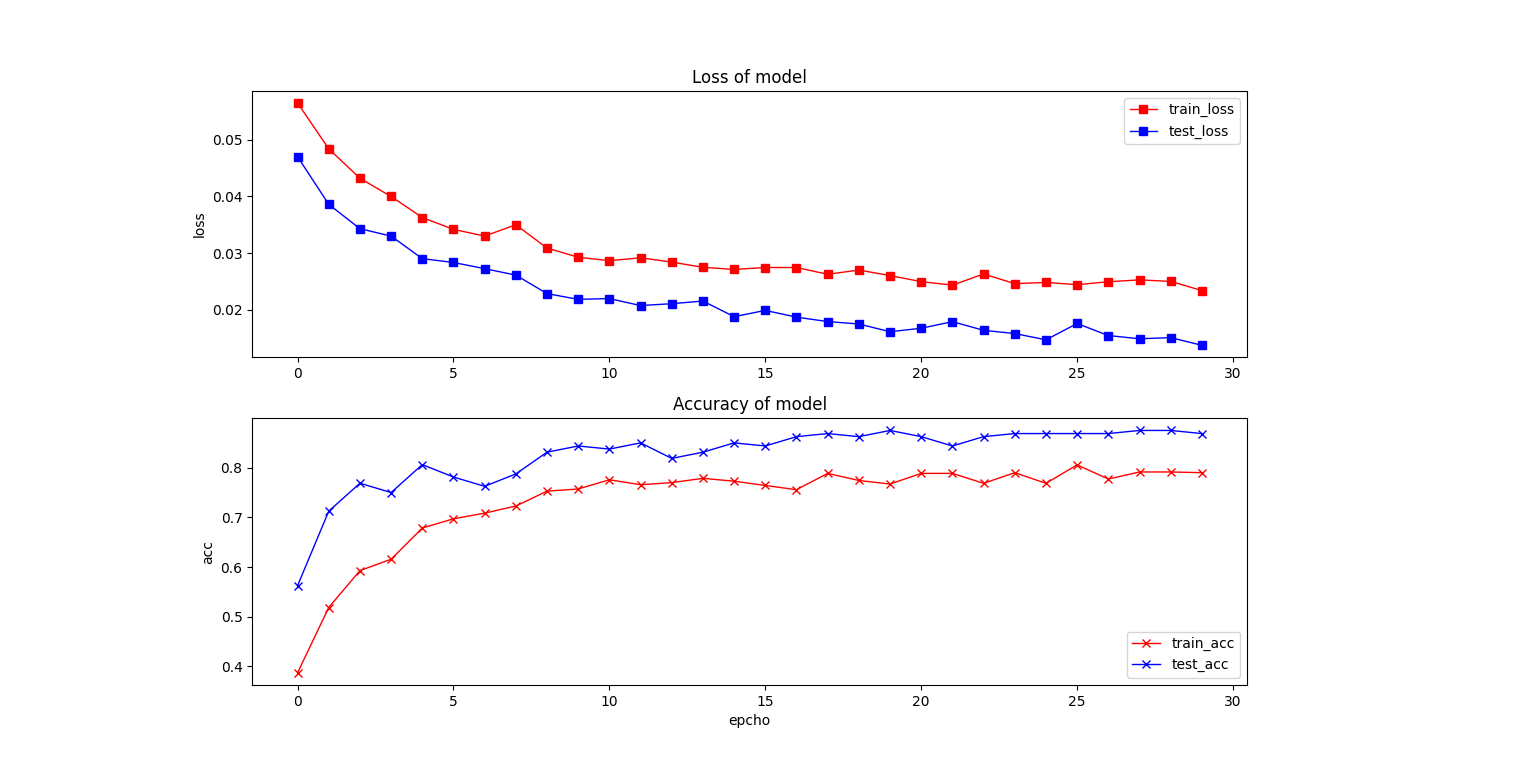 Loss of model
train_loss
test_loss
0.05
0.04
0.03
0.02
loss
0 5 10 15 20 25 30
Accuracy of model
0.8
0.7
0.6
0.5
0.4
acc
train_acc
test_acc
0 5 10 15 20 25 30
epcho